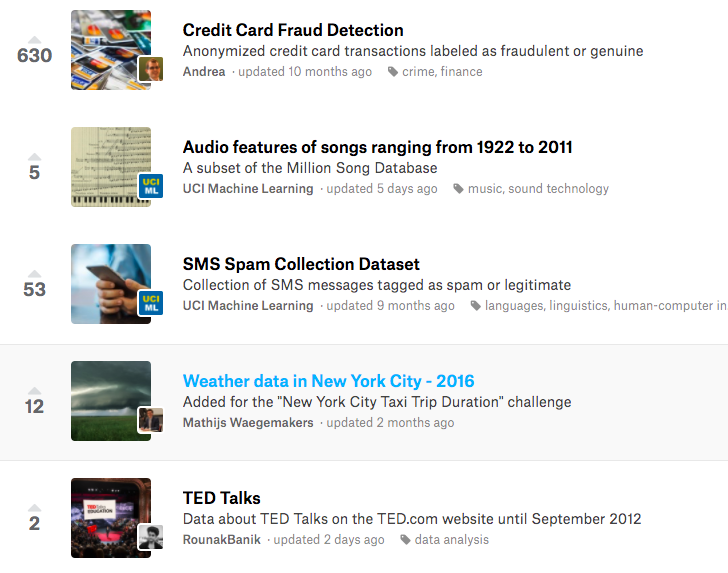 630
Credit Card Fraud Detection
Anonymized credit card transactions labeled as fraudulent or genuine
Andrea · updated 10 months ago crime, finance
5
UCI
ML
Audio features of songs ranging from 1922 to 2011
A subset of the Million Song Database
UCI Machine Learning · updated 5 days ago music, sound technology
53
UCI
ML
SMS Spam Collection Dataset
Collection of SMS messages tagged as spam or legitimate
UCI Machine Learning · updated 9 months ago languages, linguistics, human-computer in
12
Weather data in New York City - 2016
Added for the "New York City Taxi Trip Duration" challenge
Mathijs Waegemakers · updated 2 months ago
2
TED Talks
Data about TED Talks on the TED.com website until September 2012
RounakBanik · updated 2 days ago data analysis